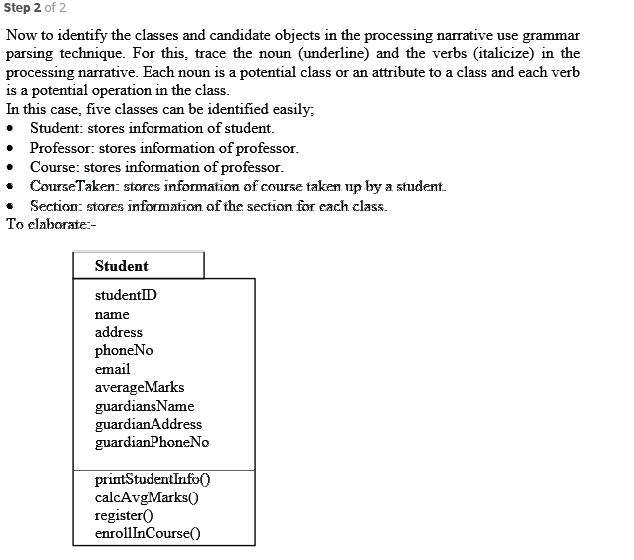 Step 2 of 2
Now to identify the classes and candidate objects in the processing narrative use grammar
parsing technique. For this, trace the noun (underline) and the verbs (italicize) in the
processing narrative. Each noun is a potential class or an attribute to a class and each verb
is a potential operation in the class.
In this case, five classes can be identified easily;
• Student: stores information of student.
• Professor: stores information of professor.
• Course: stores information of professor.
• CourseTaken: stores information of course taken up by a student.
• Section: stores information of the section for each class.
To elaborate:-
Student
studentID
name
address
phoneNo
email
averageMarks
guardiansName
guardianAddress
guardianPhoneNo
printStudentInfo()
calcAvgMarks()
register()
enrollInCourse()